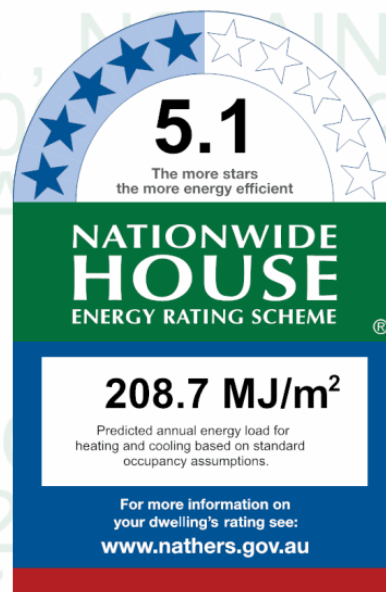 5.1
The more stars
the more energy efficient
NATIONWIDE
HOUSE
ENERGY RATING SCHEME ®
208.7 MJ/m²
Predicted annual energy load for
heating and cooling based on standard
occupancy assumptions.
For more information on
your dwelling's rating see:
www.nathers.gov.au